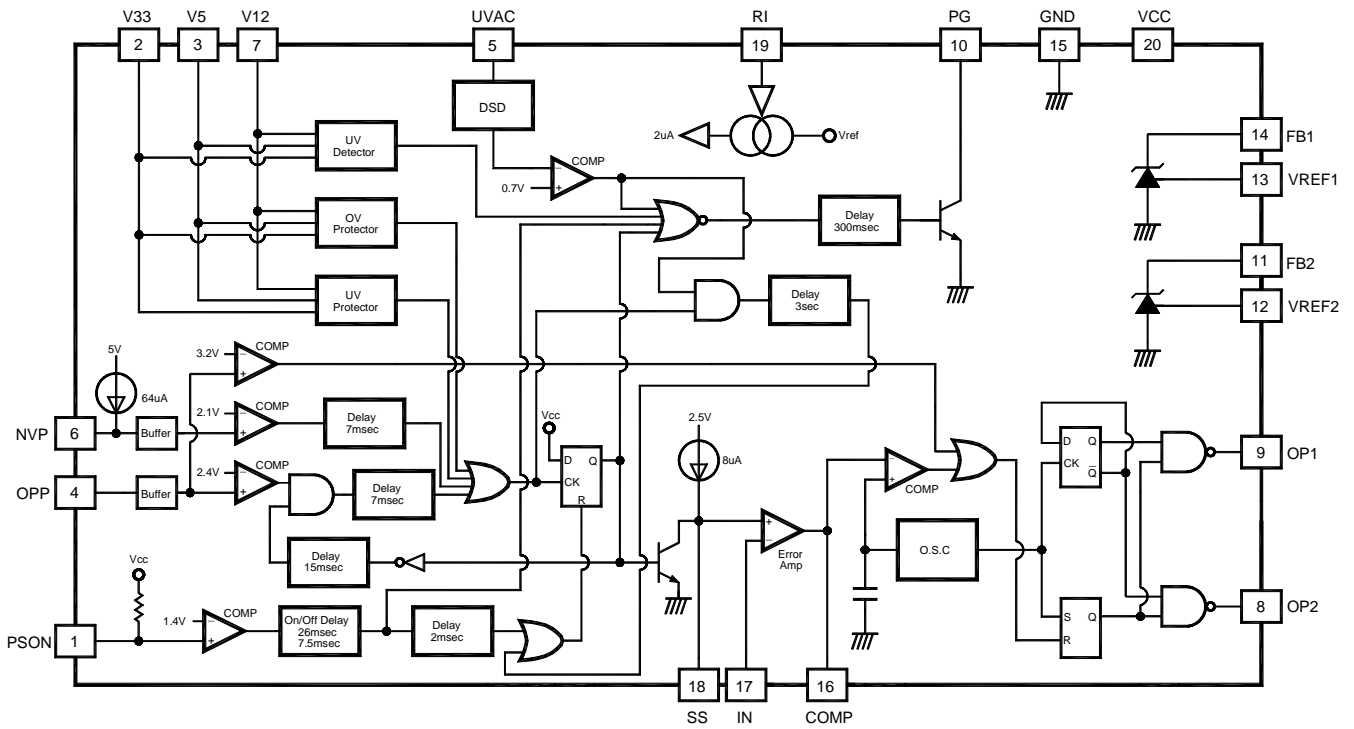 V33 V5 V12 UVAC RI PG GND VCC
2 3 7 5 19 10 15 20
DSD
2uA
Vref
UV
Detector
COMP
−
+
0.7V
14 FB1
13 VREF1
OV
Protector
Delay
300msec
11 FB2
12 VREF2
UV
Protector
Delay
3sec
5V
64uA
3.2V
−
+
COMP
NVP 6
Buffer
2.1V
−
+
COMP
Delay
7msec
OPP 4
Buffer
2.4V
−
+
COMP
Delay
7msec
Vcc
D Q
CK
R
2.5V
8uA
Delay
15msec
+
−
Error
Amp
−
+
COMP
O.S.C
D Q
CK
Q
9 OP1
S Q
R
8 OP2
Vcc
PSON 1
1.4V
−
+
COMP
On/Off Delay
26msec
7.5msec
Delay
2msec
18 17 16
SS IN COMP